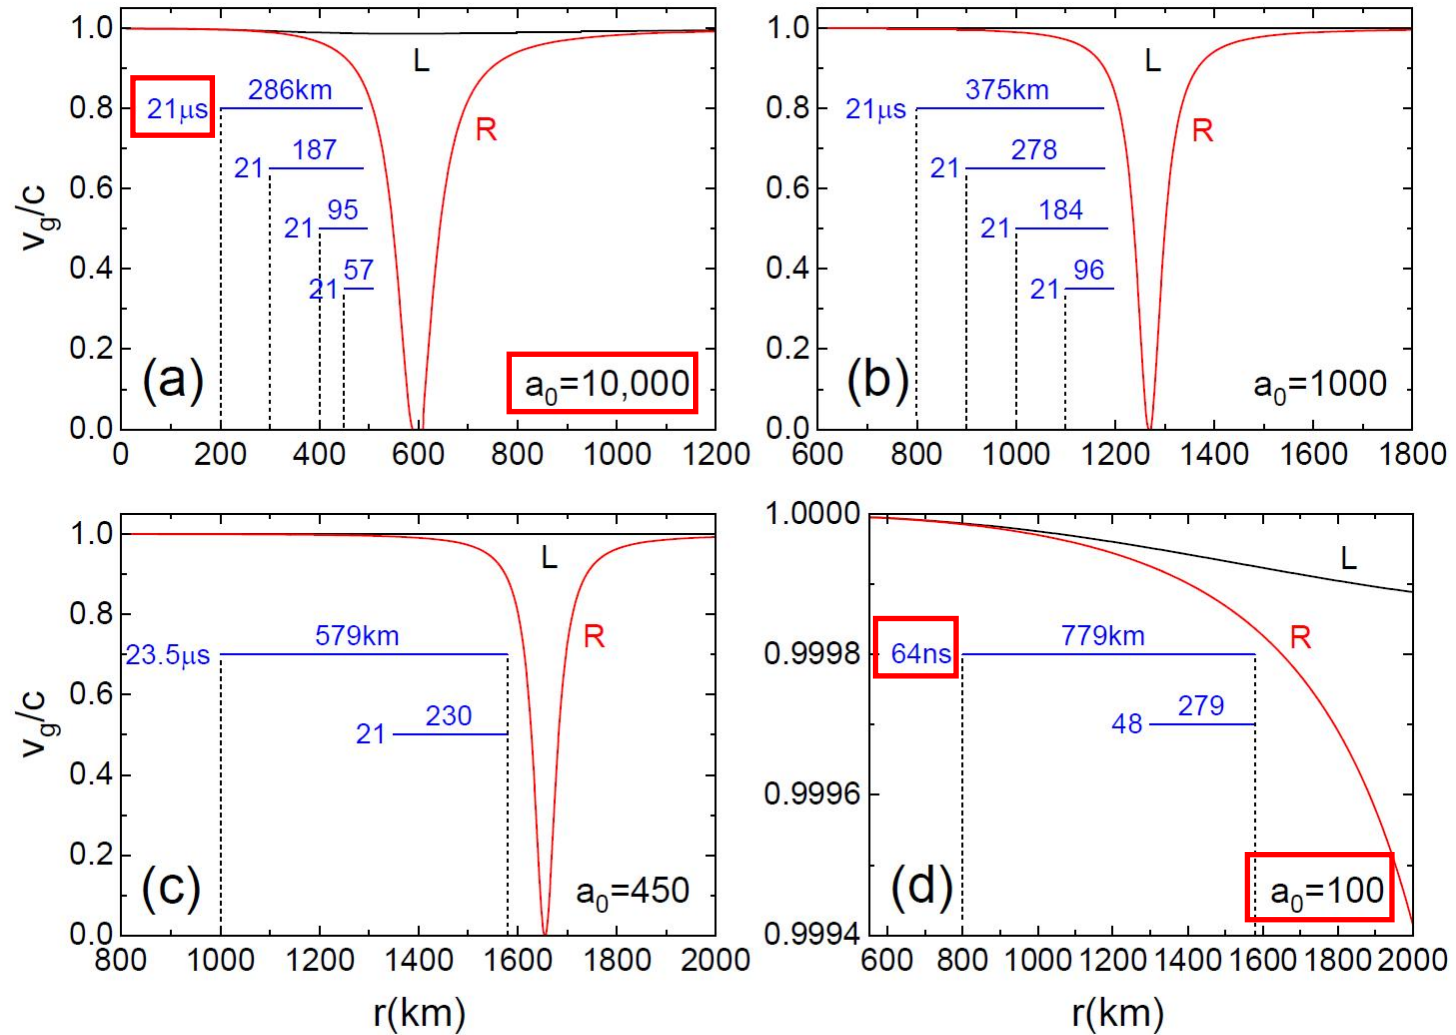 1.0
0.8
0.6
0.4
0.2
0.0
v_g/c
L
R
21μs
286km
21
187
21
95
21
57
(a)
a₀=10,000
0 200 400 600 800 1000 1200
1.0
0.8
0.6
0.4
0.2
0.0
L
R
21μs
375km
21
278
21
184
21
96
(b)
a₀=1000
600 800 1000 1200 1400 1600 1800
1.0
0.8
0.6
0.4
0.2
0.0
v_g/c
L
R
579km
23.5μs
230
21
(c)
a₀=450
800 1000 1200 1400 1600 1800 2000
r(km)
1.0000
0.9998
0.9996
0.9994
L
R
779km
64ns
279
48
(d)
a₀=100
600 800 1000 1200 1400 1600 1800 2000
r(km)